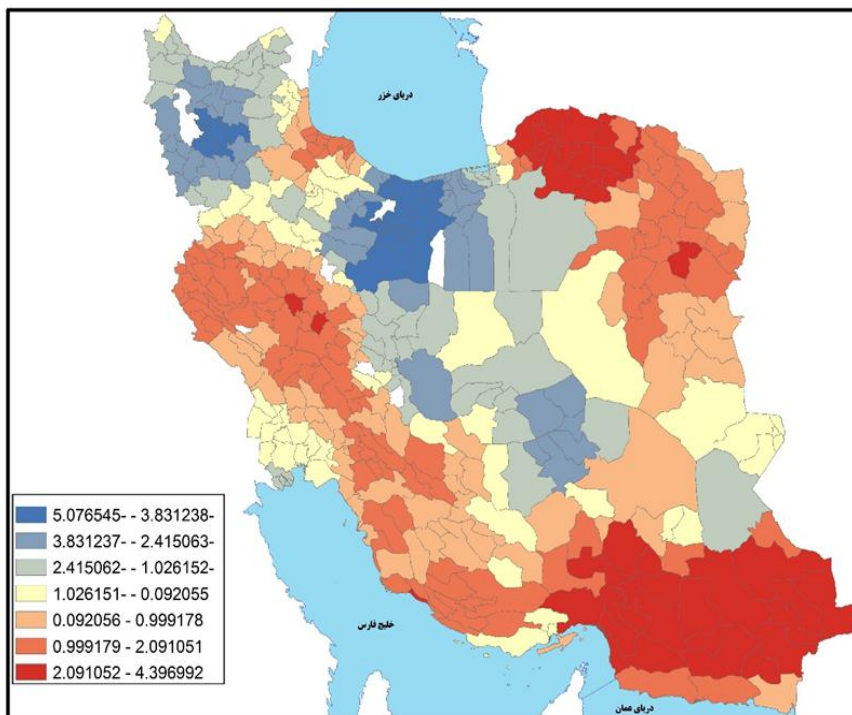 دریای خزر
5.076545- - 3.831238-
3.831237- - 2.415063-
2.415062- - 1.026152-
1.026151- - 0.092055
0.092056 - 0.999178
0.999179 - 2.091051
2.091052 - 4.396992
خلیج فارس
دریای عمان